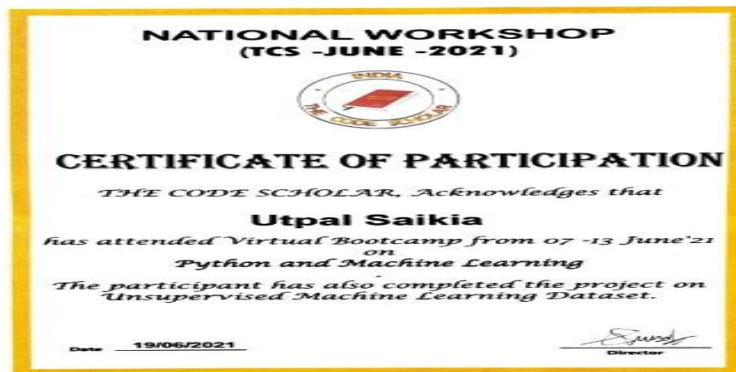 NATIONAL WORKSHOP
(TCS -JUNE -2021)
INDIA
THE CODE SCHOLAR
CERTIFICATE OF PARTICIPATION
THE CODE SCHOLAR, Acknowledges that
Utpal Saikia
has attended Virtual Bootcamp from 07 -13 June'21
on
Python and Machine Learning
.
The participant has also completed the project on
Unsupervised Machine Learning Dataset.
Date 19/06/2021
Director